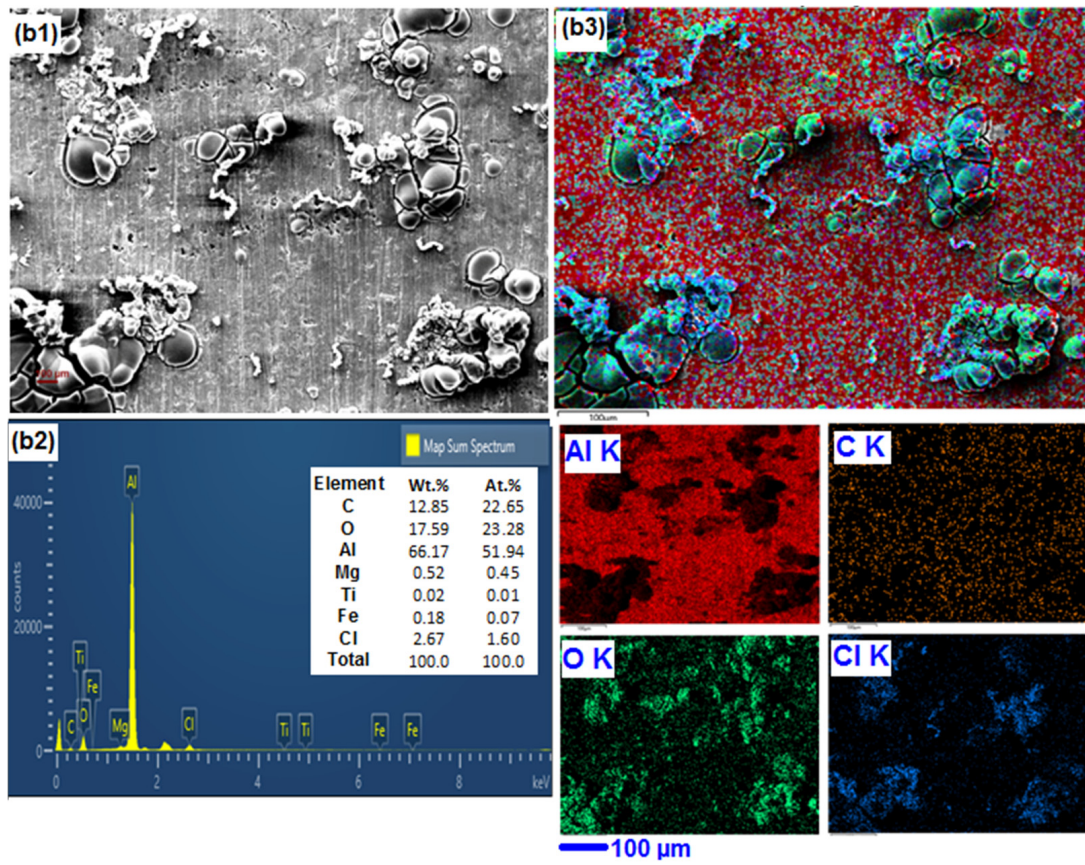 (b1)
100 µm
(b3)
100µm
(b2)
Map Sum Spectrum
Al
40000
20000
0
counts
Element Wt.% At.%
C 12.85 22.65
O 17.59 23.28
Al 66.17 51.94
Mg 0.52 0.45
Ti 0.02 0.01
Fe 0.18 0.07
Cl 2.67 1.60
Total 100.0 100.0
Ti
Fe
C O Mg Cl Ti Ti Fe Fe
0 2 4 6 8 keV
Al K
C K
O K
Cl K
100 µm